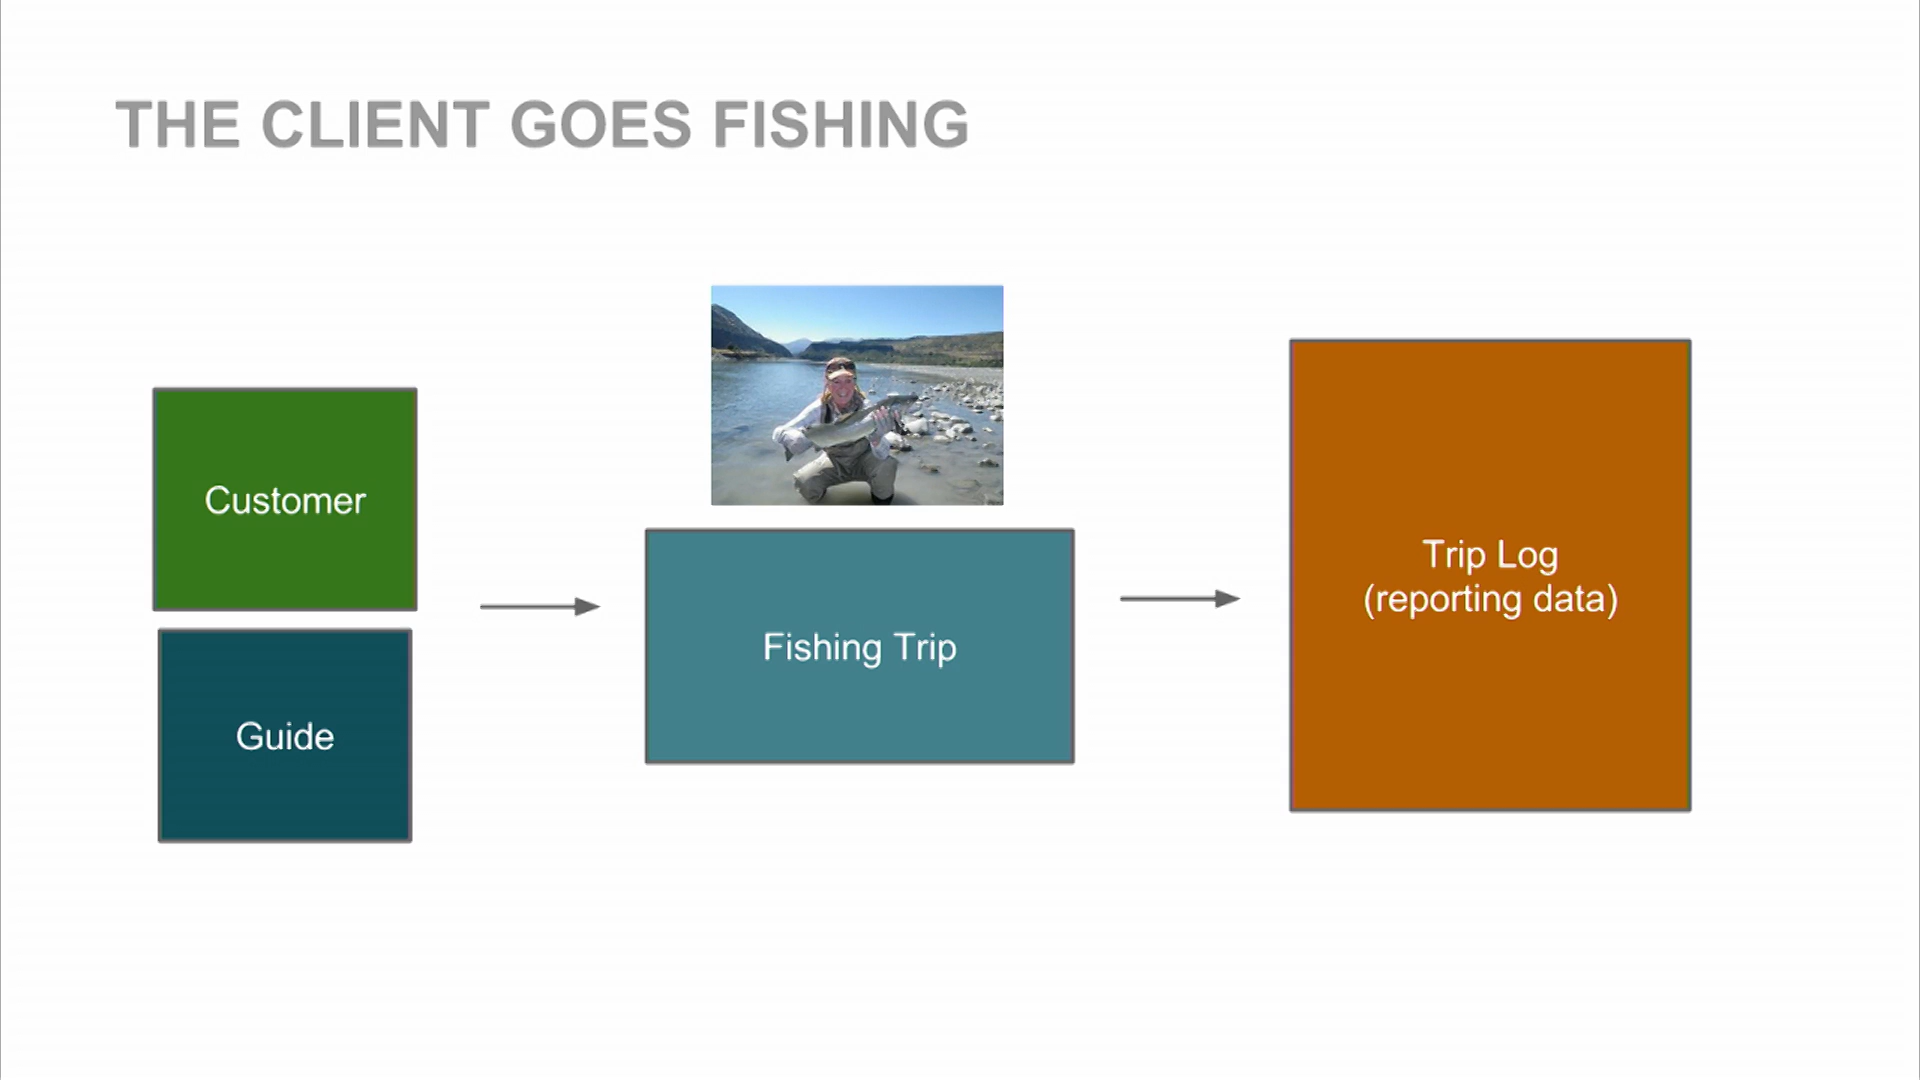 THE CLIENT GOES FISHING
Customer
Guide
Fishing Trip
Trip Log
(reporting data)